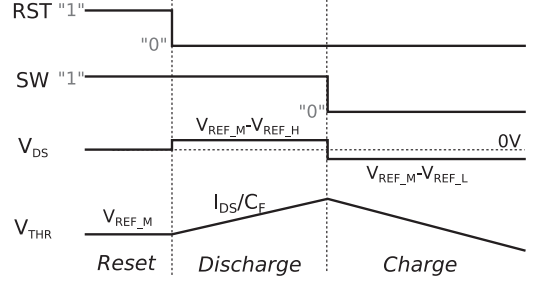 RST "1"
"0"
SW "1"
"0"
V_REF_M-V_REF_H
0V
V_DS
V_REF_M-V_REF_L
I_DS/C_F
V_REF_M
V_THR
Reset Discharge Charge